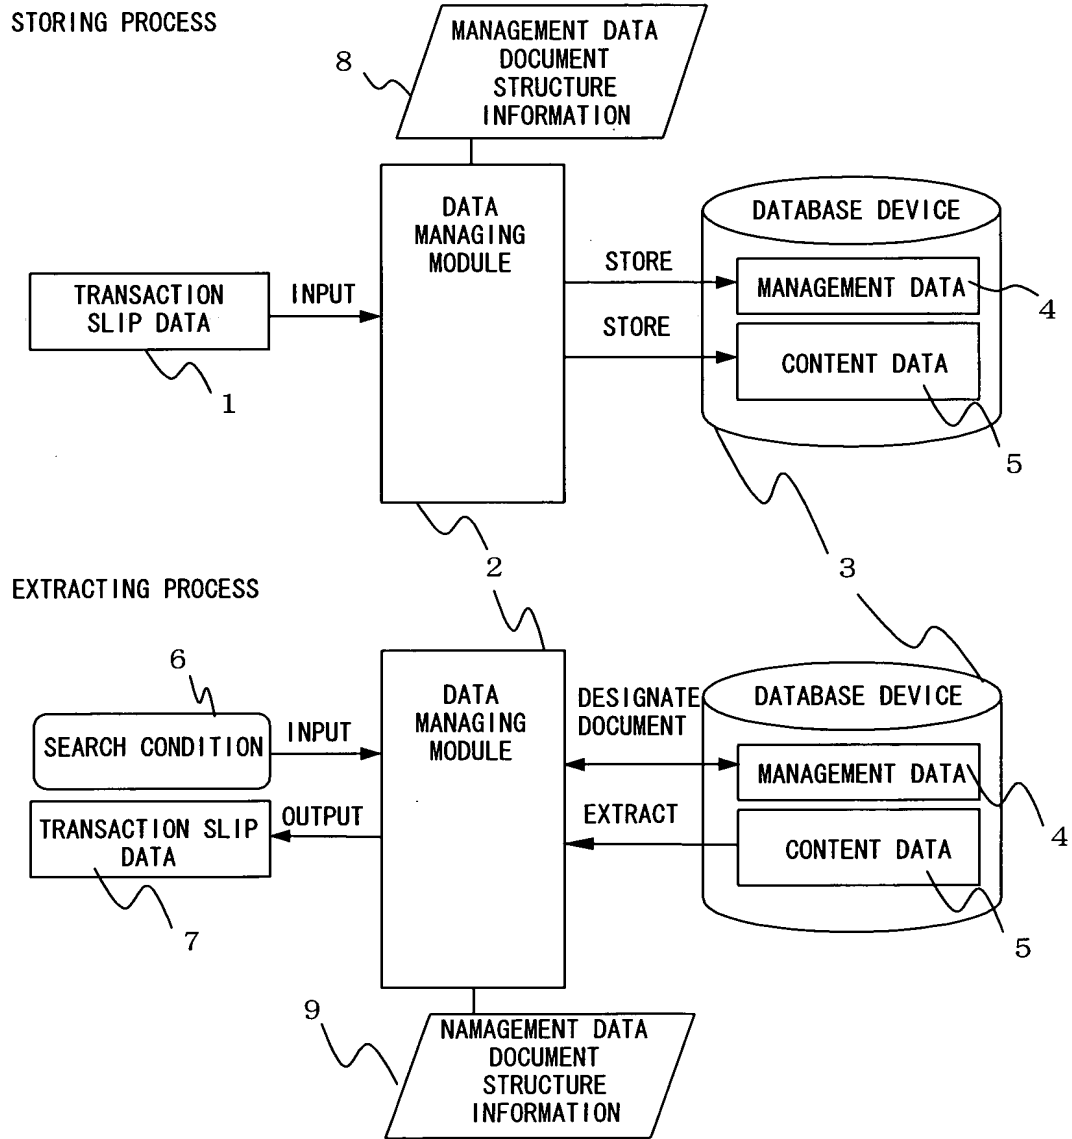 STORING PROCESS
MANAGEMENT DATA
DOCUMENT
STRUCTURE
INFORMATION
8
DATA
MANAGING
MODULE
DATABASE DEVICE
STORE
MANAGEMENT DATA
4
TRANSACTION
SLIP DATA
INPUT
STORE
CONTENT DATA
1
5
2
3
EXTRACTING PROCESS
6
DATA
MANAGING
MODULE
DESIGNATE
DOCUMENT
DATABASE DEVICE
SEARCH CONDITION
INPUT
MANAGEMENT DATA
4
TRANSACTION SLIP
DATA
OUTPUT
EXTRACT
CONTENT DATA
7
5
9
NAMAGEMENT DATA
DOCUMENT
STRUCTURE
INFORMATION